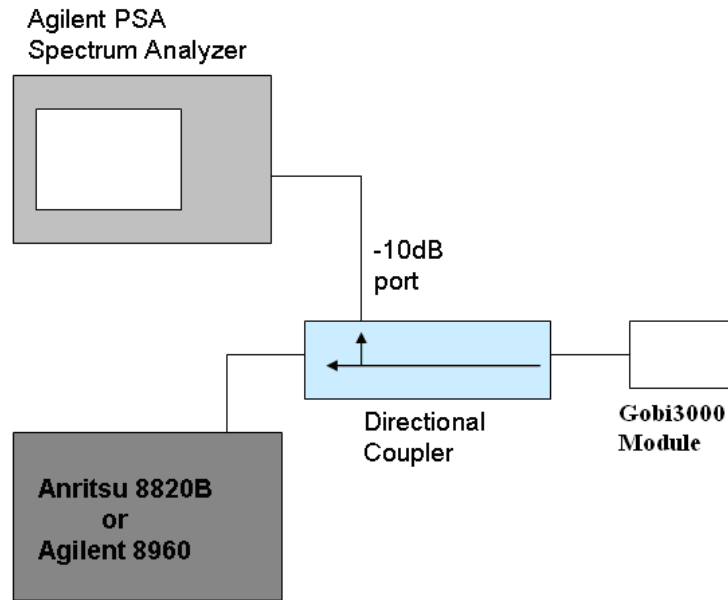 Agilent PSA
Spectrum Analyzer
-10dB
port
Directional
Coupler
Gobi3000
Module
Anritsu 8820B
or
Agilent 8960